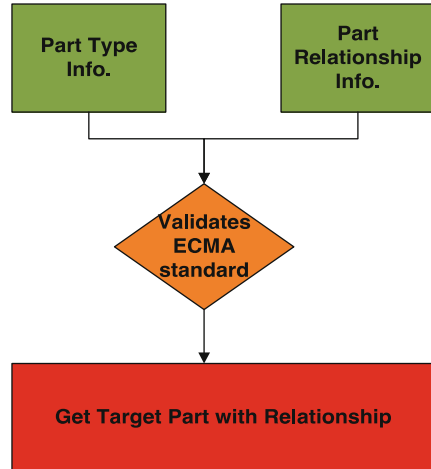 Part Type
Info.
Part
Relationship
Info.
Validates
ECMA
standard
Get Target Part with Relationship